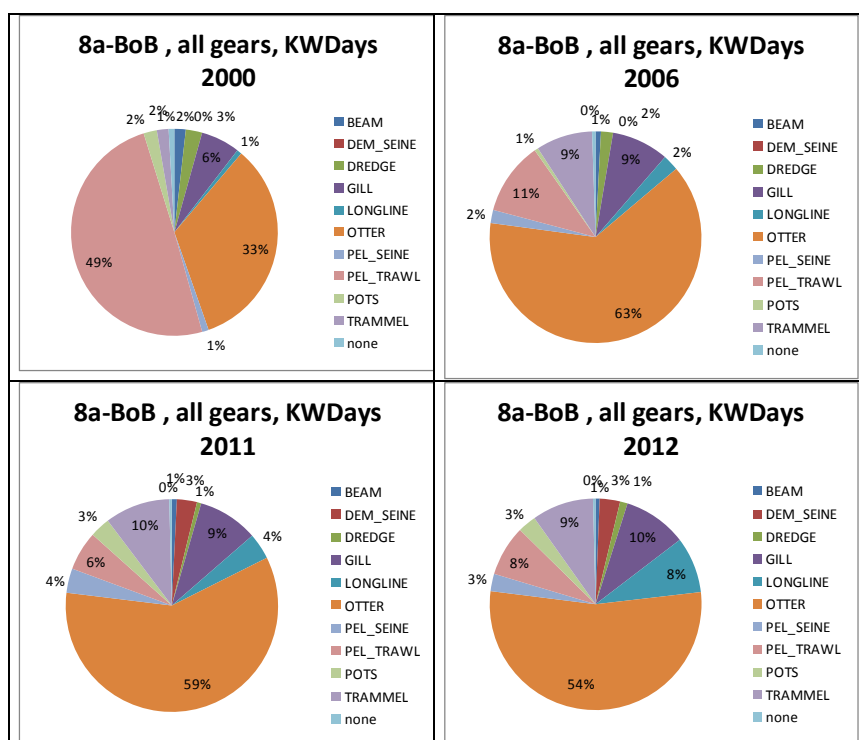 8a-BoB , all gears, KWDays
2000
2%
2%
1%
2%
0%
3%
1%
6%
33%
49%
1%
BEAM
DEM_SEINE
DREDGE
GILL
LONGLINE
OTTER
PEL_SEINE
PEL_TRAWL
POTS
TRAMMEL
none
8a-BoB , all gears, KWDays
2006
0%
1%
0%
2%
1%
9%
9%
2%
11%
2%
63%
BEAM
DEM_SEINE
DREDGE
GILL
LONGLINE
OTTER
PEL_SEINE
PEL_TRAWL
POTS
TRAMMEL
none
8a-BoB , all gears, KWDays
2011
0%
1%
3%
1%
3%
10%
9%
4%
6%
4%
59%
BEAM
DEM_SEINE
DREDGE
GILL
LONGLINE
OTTER
PEL_SEINE
PEL_TRAWL
POTS
TRAMMEL
none
8a-BoB , all gears, KWDays
2012
0%
1%
3%
1%
3%
9%
10%
8%
8%
3%
54%
BEAM
DEM_SEINE
DREDGE
GILL
LONGLINE
OTTER
PEL_SEINE
PEL_TRAWL
POTS
TRAMMEL
none